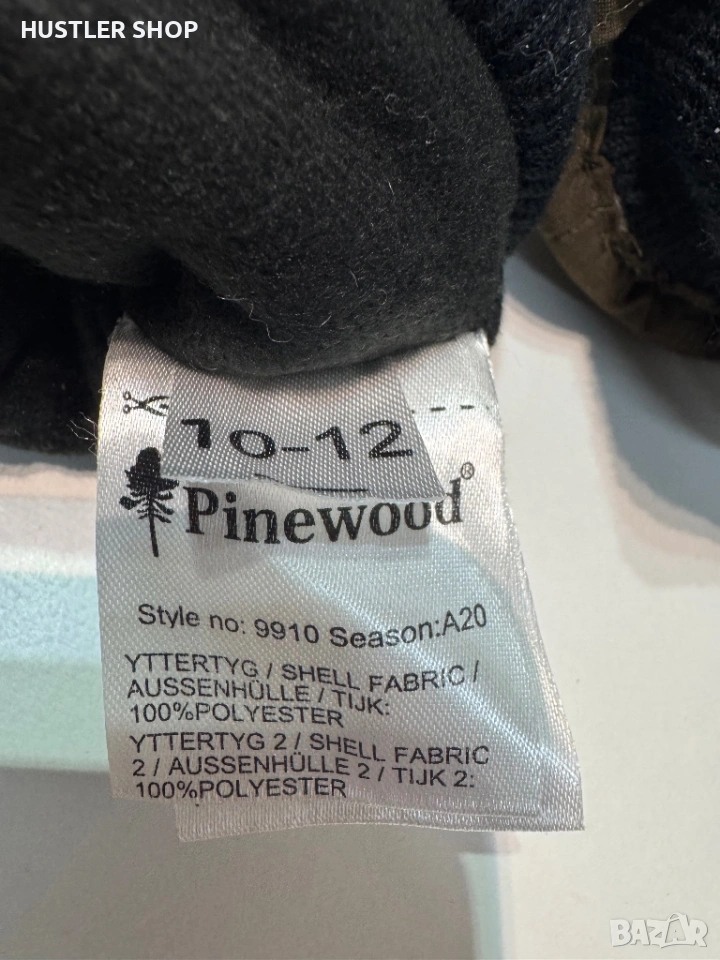 HUSTLER SHOP
10-12
Pinewood®
Style no: 9910 Season:A20
YTTERTYG / SHELL FABRIC /
AUSSENHÜLLE / TIJK:
100%POLYESTER
YTTERTYG 2 / SHELL FABRIC
2 / AUSSENHÜLLE 2 / TIJK 2:
100%POLYESTER
BAZAR